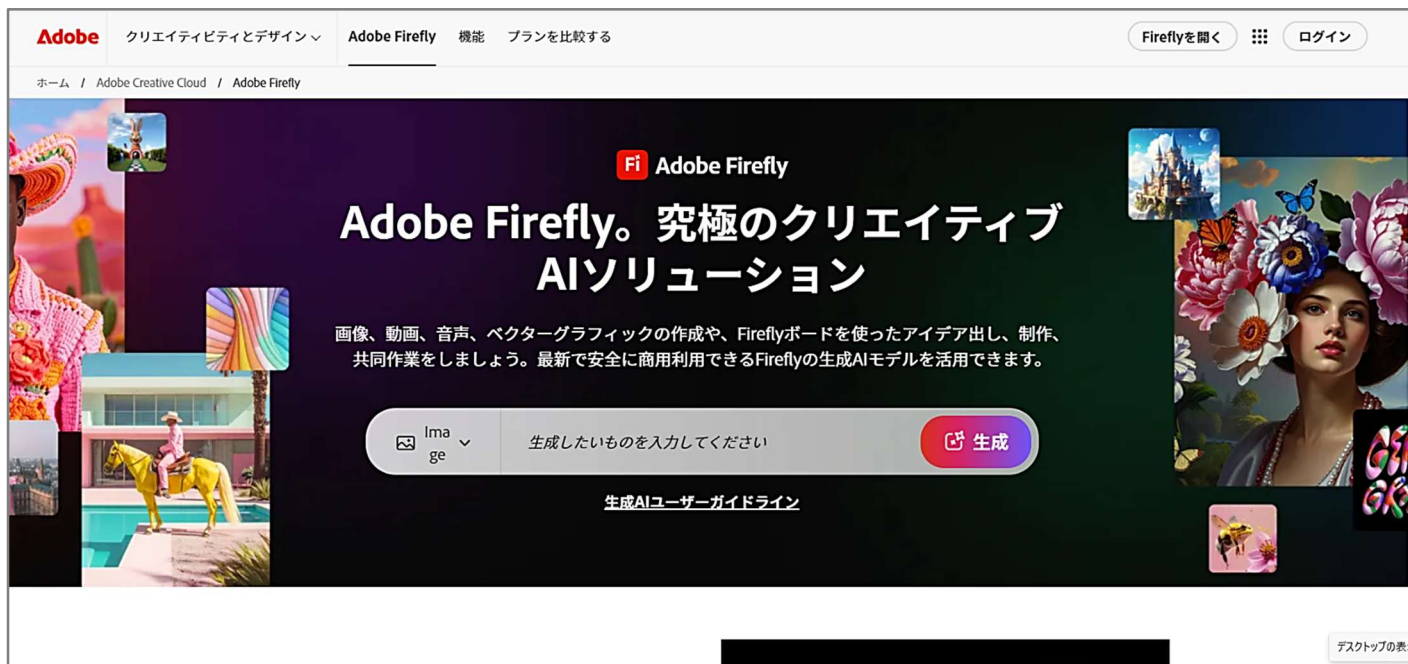 Adobe
クリエイティビティとデザイン
Adobe Firefly
機能
プランを比較する
Fireflyを開く
ログイン
ホーム / Adobe Creative Cloud / Adobe Firefly
Fi Adobe Firefly
Adobe Firefly。究極のクリエイティブ
AIソリューション
画像、動画、音声、ベクターグラフィックの作成や、Fireflyボードを使ったアイデア出し、制作、
共同作業をしましょう。最新で安全に商用利用できるFireflyの生成AIモデルを活用できます。
Ima
ge
生成したいものを入力してください
生成
生成AIユーザーガイドライン
デスクトップの表